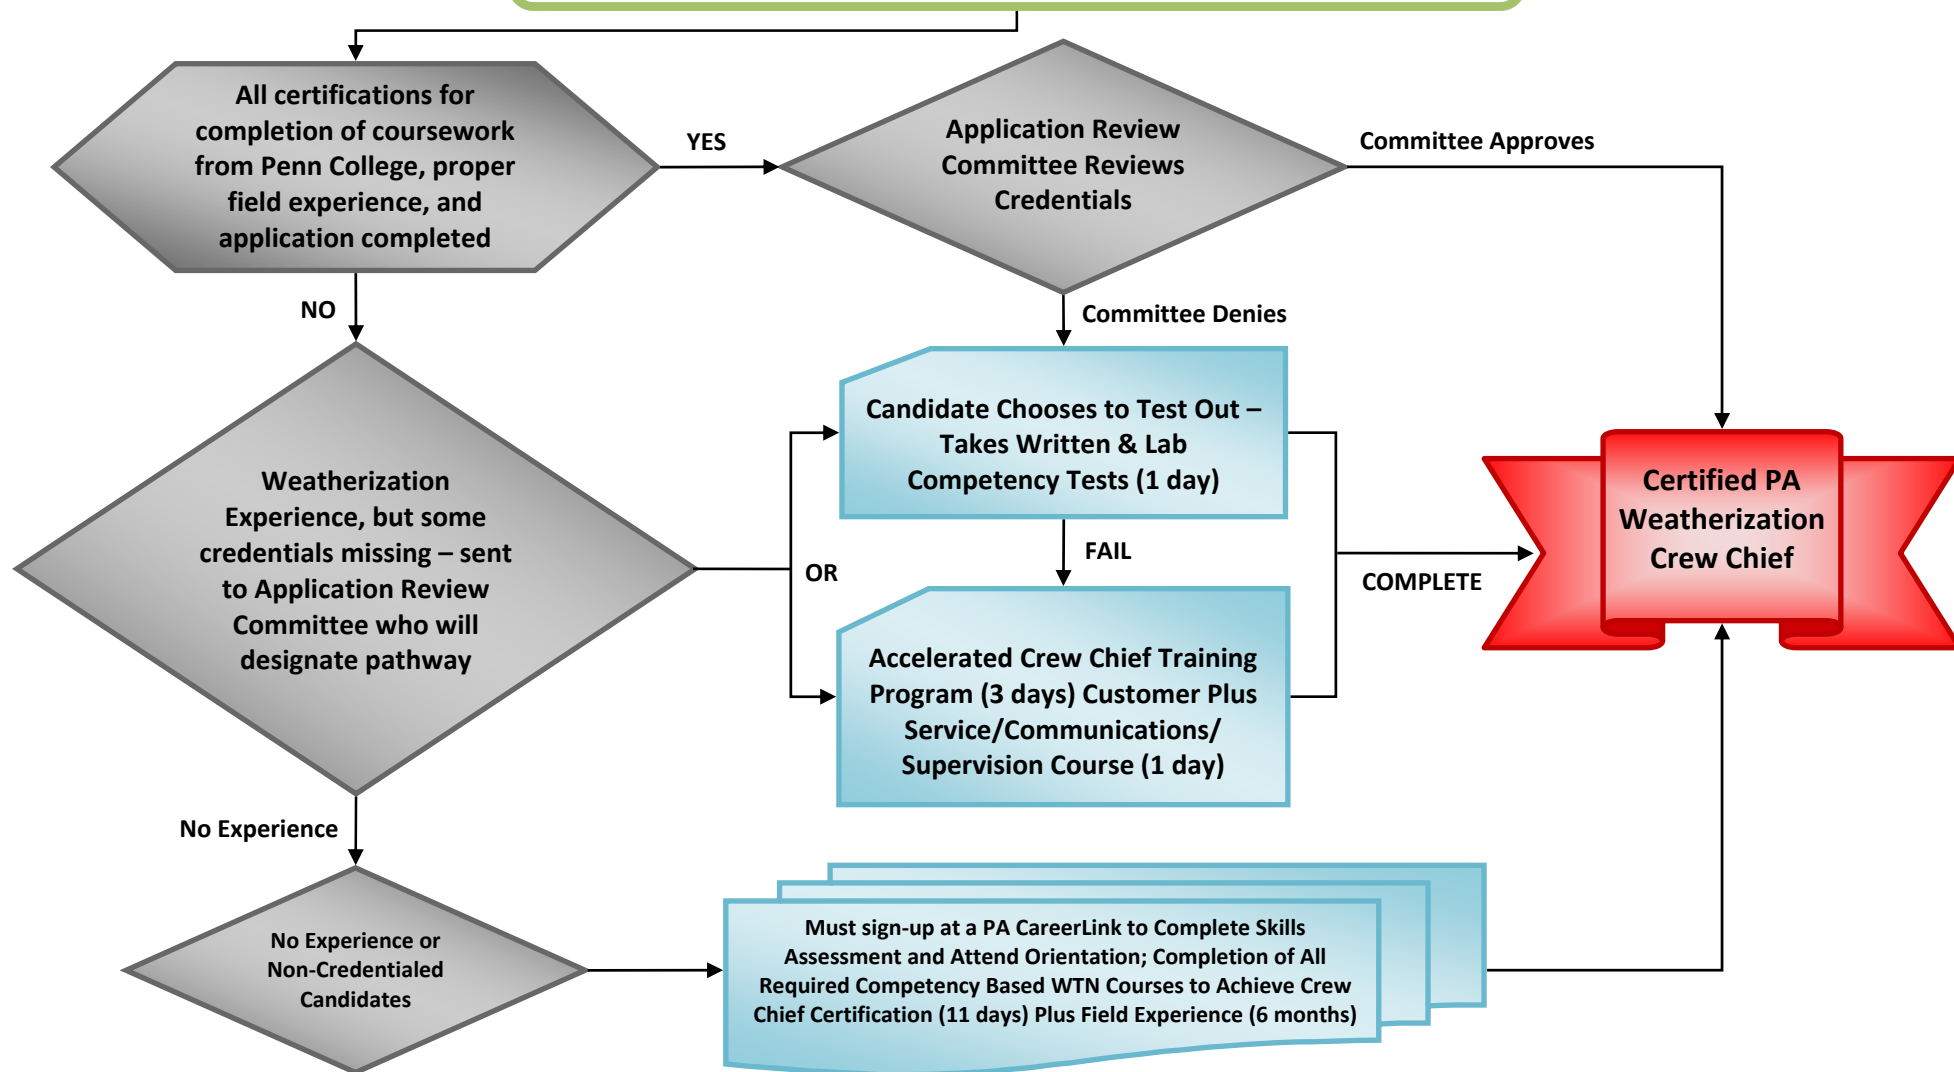 All certifications for
completion of coursework
from Penn College, proper
field experience, and
application completed
YES
Application Review
Committee Reviews
Credentials
Committee Approves
NO
Committee Denies
Weatherization
Experience, but some
credentials missing – sent
to Application Review
Committee who will
designate pathway
OR
Candidate Chooses to Test Out –
Takes Written & Lab
Competency Tests (1 day)
FAIL
Accelerated Crew Chief Training
Program (3 days) Customer Plus
Service/Communications/
Supervision Course (1 day)
COMPLETE
Certified PA
Weatherization
Crew Chief
No Experience
No Experience or
Non-Credentialed
Candidates
Must sign-up at a PA CareerLink to Complete Skills
Assessment and Attend Orientation; Completion of All
Required Competency Based WTN Courses to Achieve Crew
Chief Certification (11 days) Plus Field Experience (6 months)